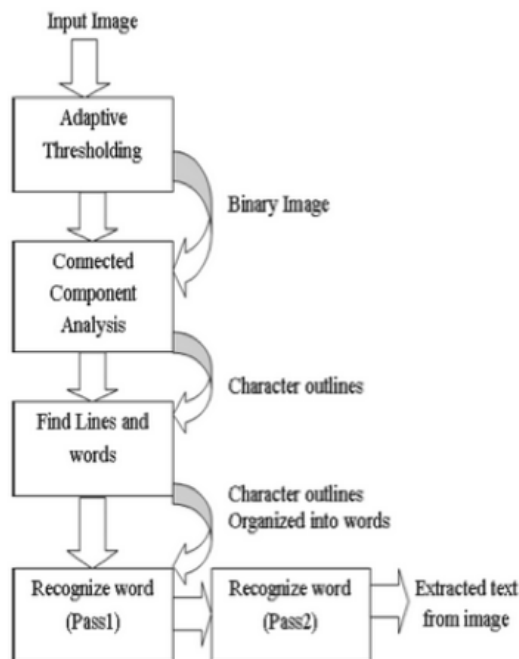 Input Image
Adaptive
Thresholding
Binary Image
Connected
Component
Analysis
Character outlines
Find Lines and
words
Character outlines
Organized into words
Recognize word
(Pass1)
Recognize word
(Pass2)
Extracted text
from image